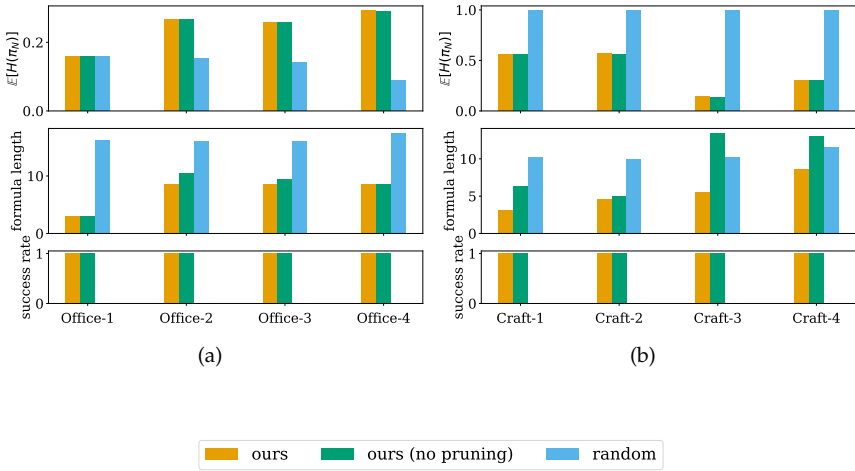 𝔼[H(π_N)]
0.2
0.0
formula length
10
0
success rate
1
0
Office-1 Office-2 Office-3 Office-4
(a)
𝔼[H(π_N)]
1.0
0.5
0.0
formula length
10
5
0
success rate
1
0
Craft-1 Craft-2 Craft-3 Craft-4
(b)
ours ours (no pruning) random